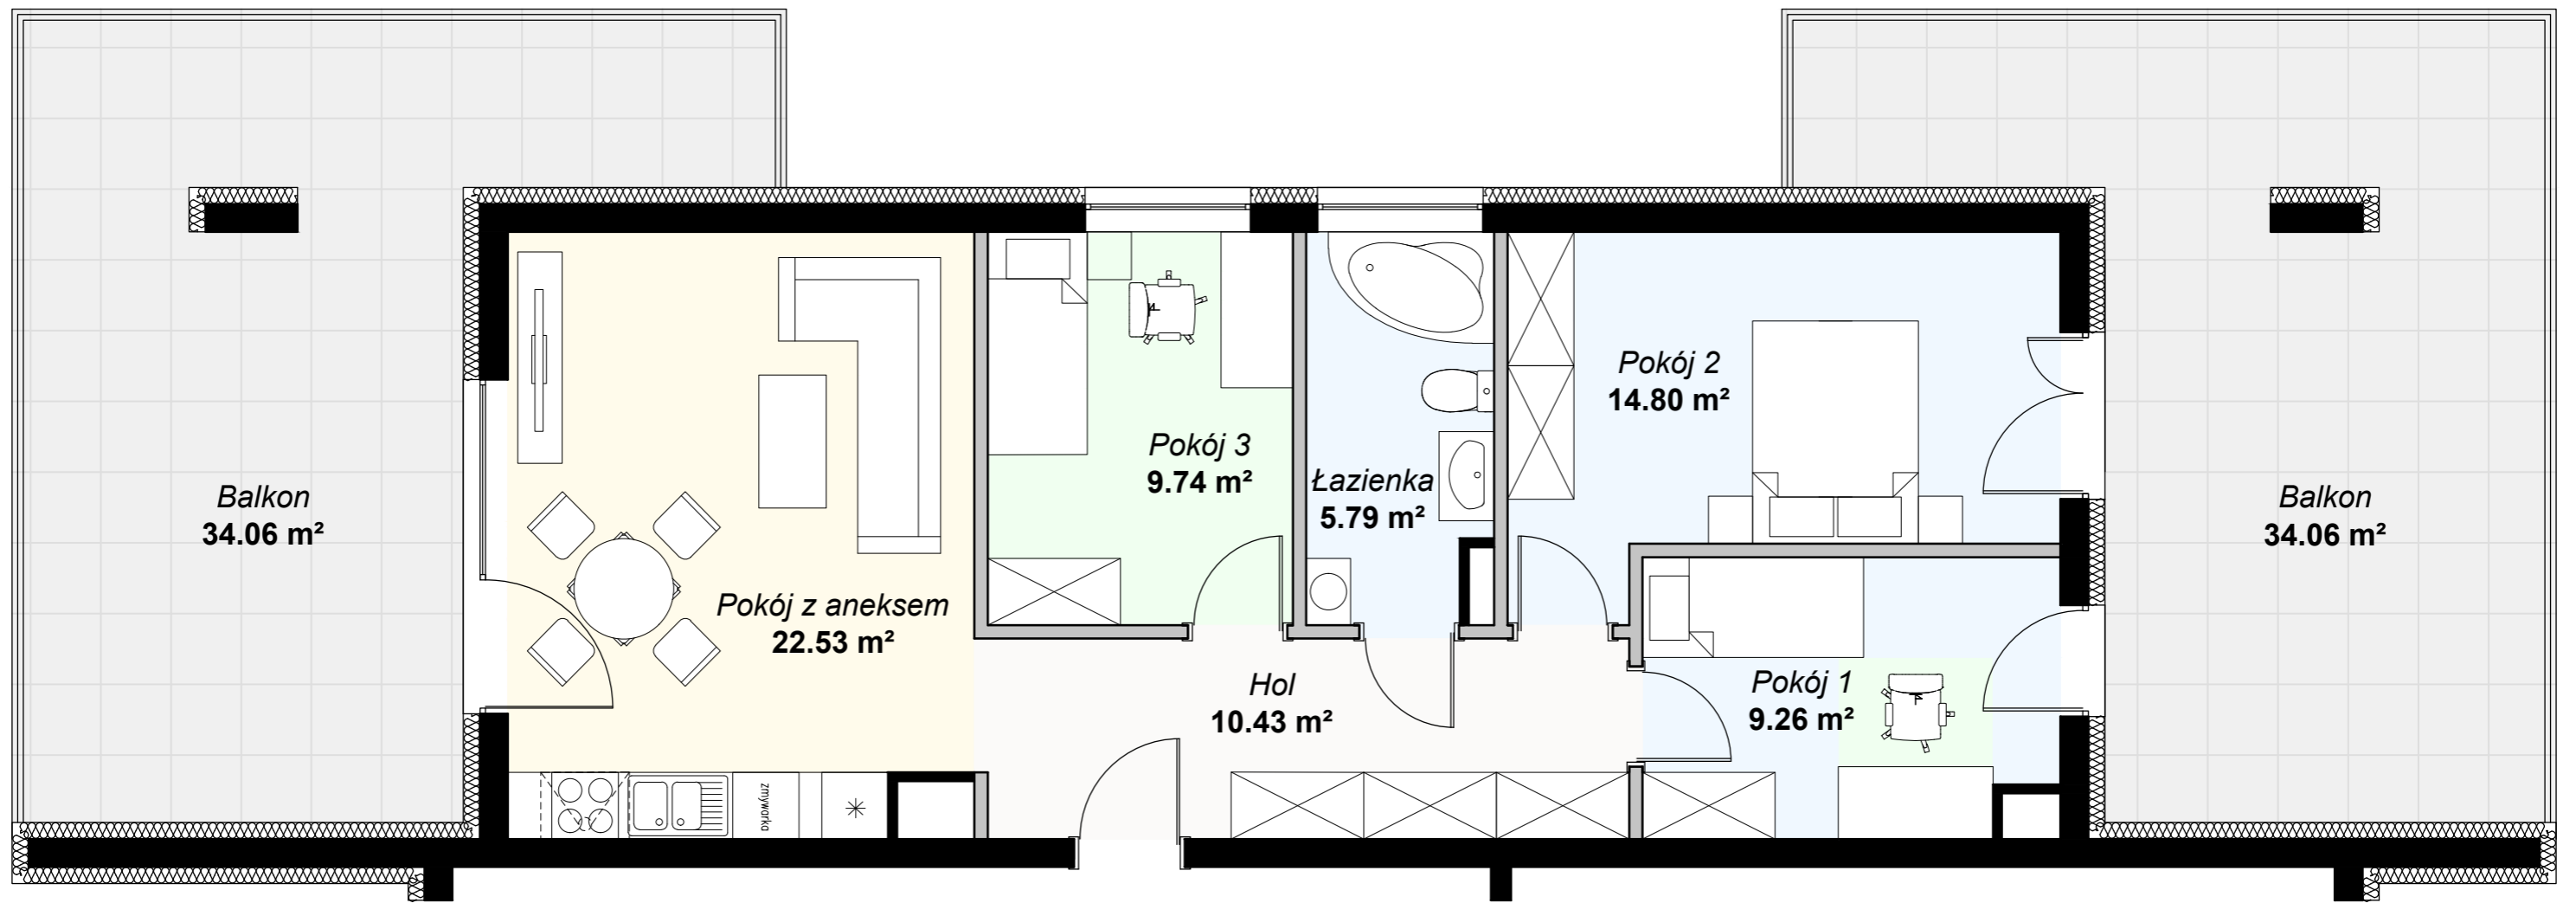 Balkon
34.06 m²
Pokój z aneksem
22.53 m²
zmywarka
Pokój 3
9.74 m²
Łazienka
5.79 m²
Hol
10.43 m²
Pokój 2
14.80 m²
Pokój 1
9.26 m²
Balkon
34.06 m²